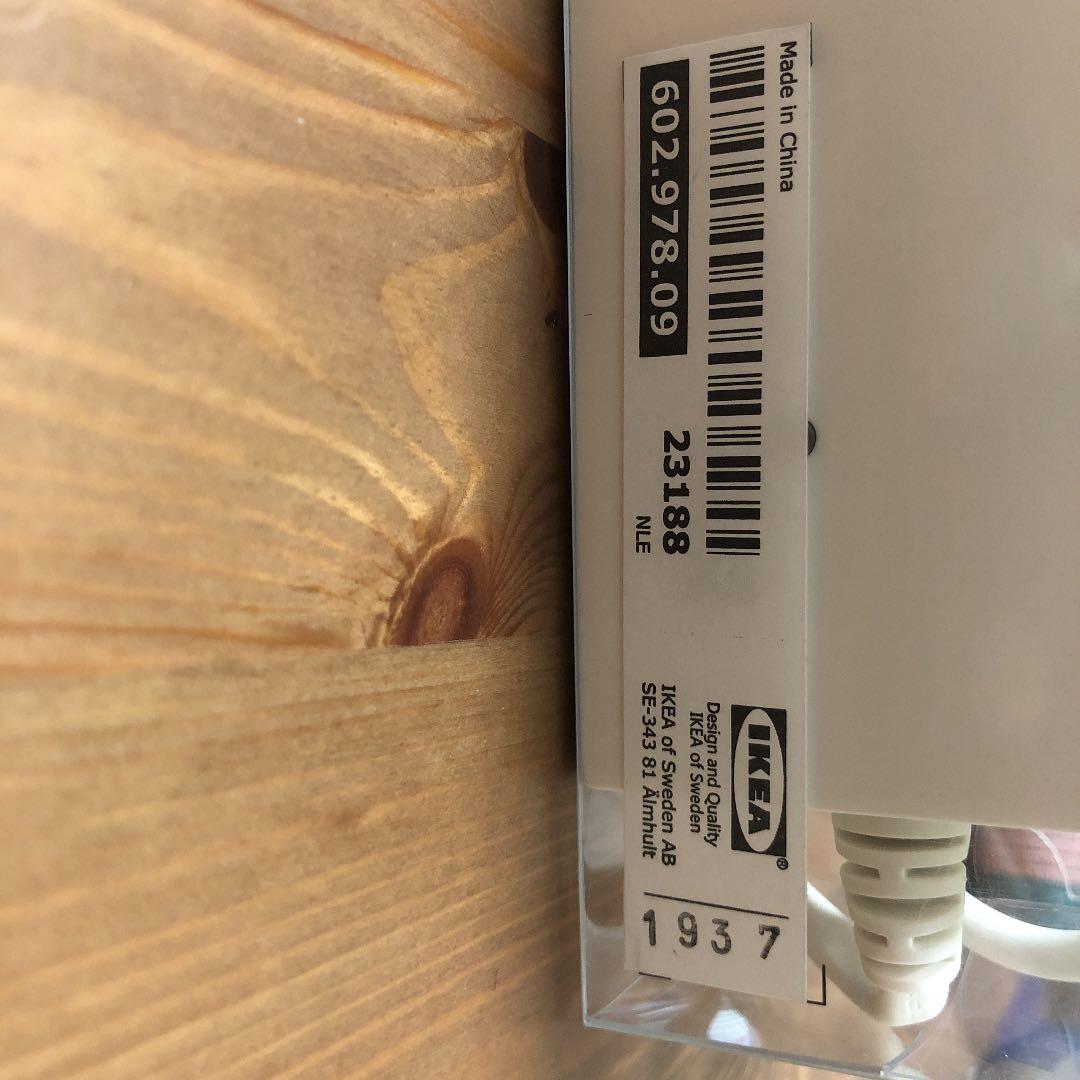 Made in China
602.978.09
23188
NLE
IKEA®
Design and Quality
IKEA of Sweden
IKEA of Sweden AB
SE-343 81 Älmhult
1937